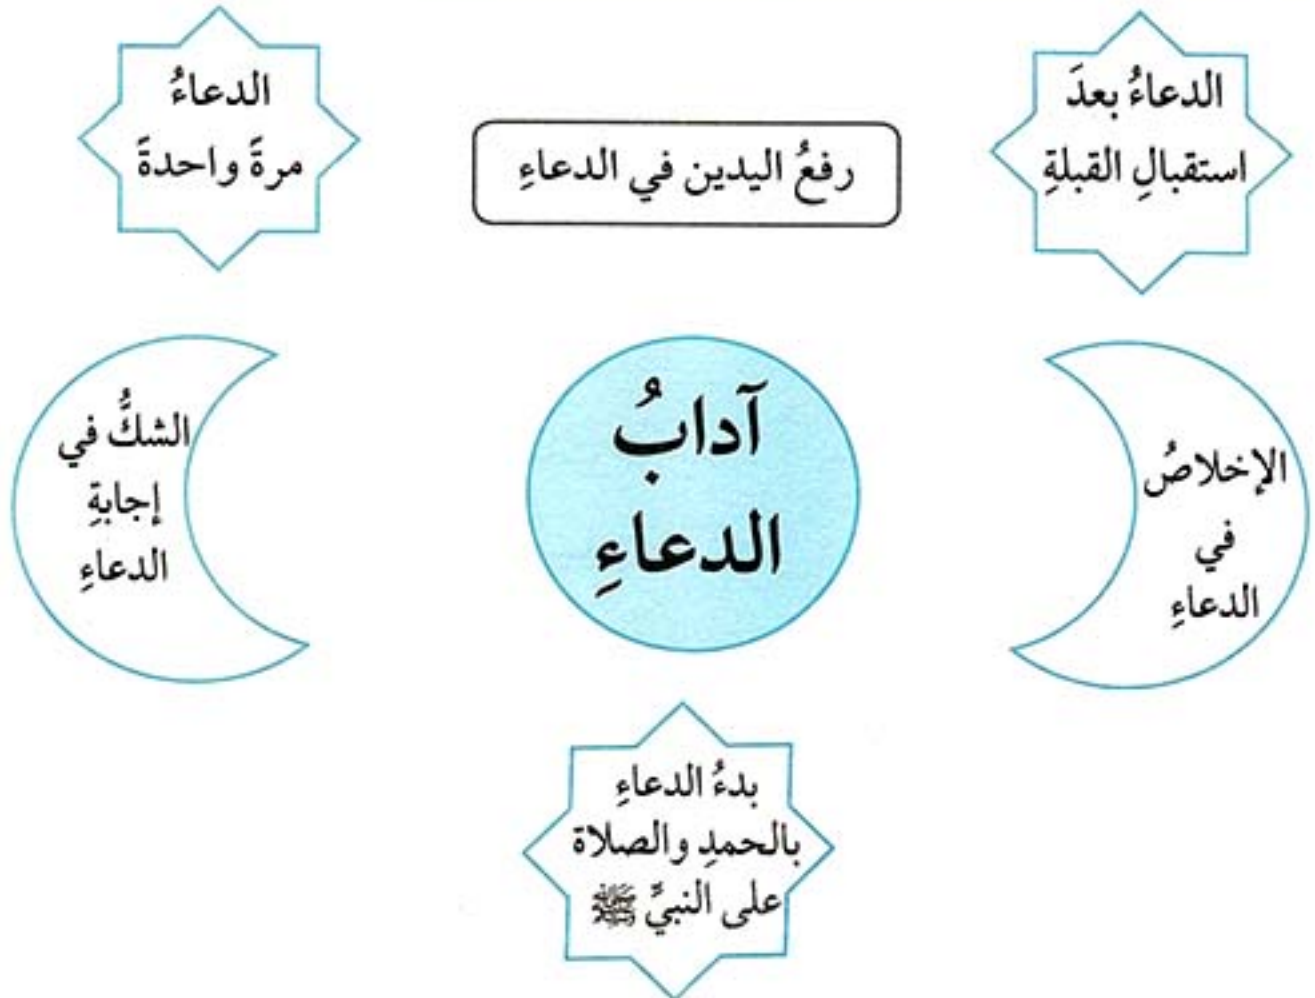 الدعاءُ بعدَ
استقبالِ القبلةِ
رفعُ اليدين في الدعاءِ
الدعاءُ
مرةً واحدةً
الإخلاصُ
في
الدعاءِ
آدابُ
الدعاءِ
الشكُّ في
إجابةِ
الدعاءِ
بدءُ الدعاءِ
بالحمدِ والصلاة
على النبيِّ ﷺ